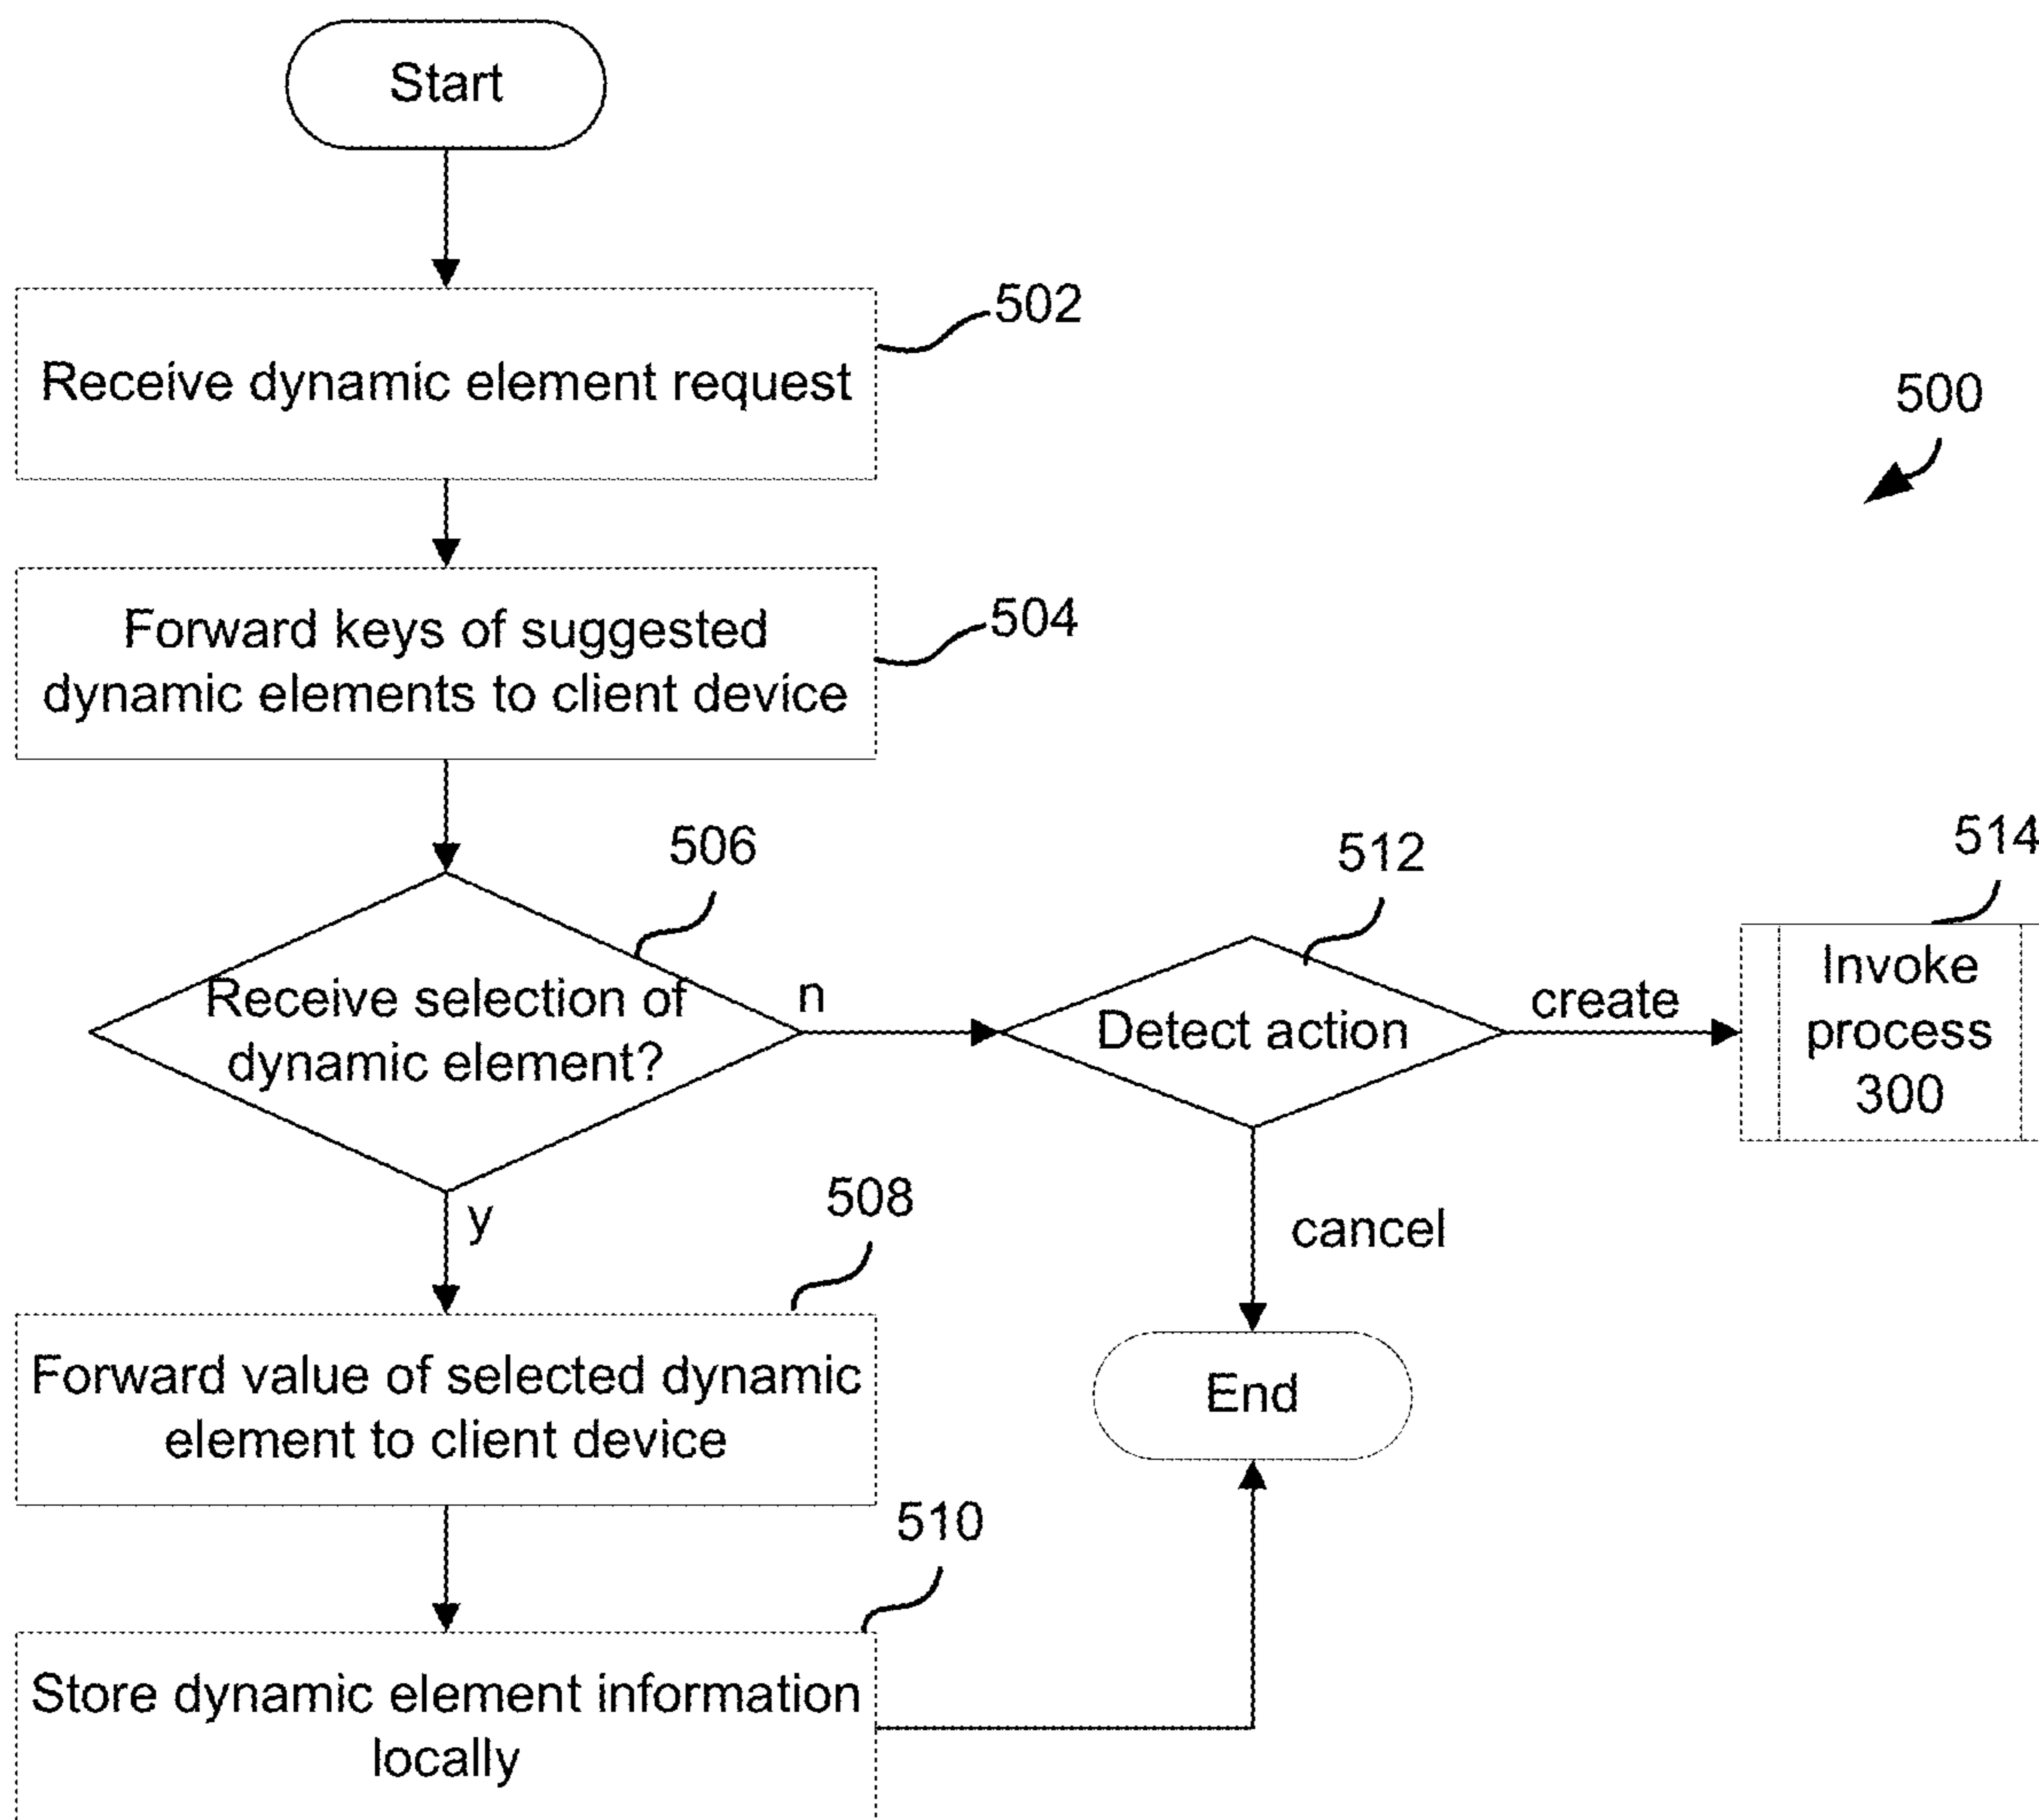 Start
502
Receive dynamic element request
500
504
Forward keys of suggested
dynamic elements to client device
506
512
514
Receive selection of
dynamic element?
n
Detect action
create
Invoke
process
300
y
cancel
508
Forward value of selected dynamic
element to client device
End
510
Store dynamic element information
locally